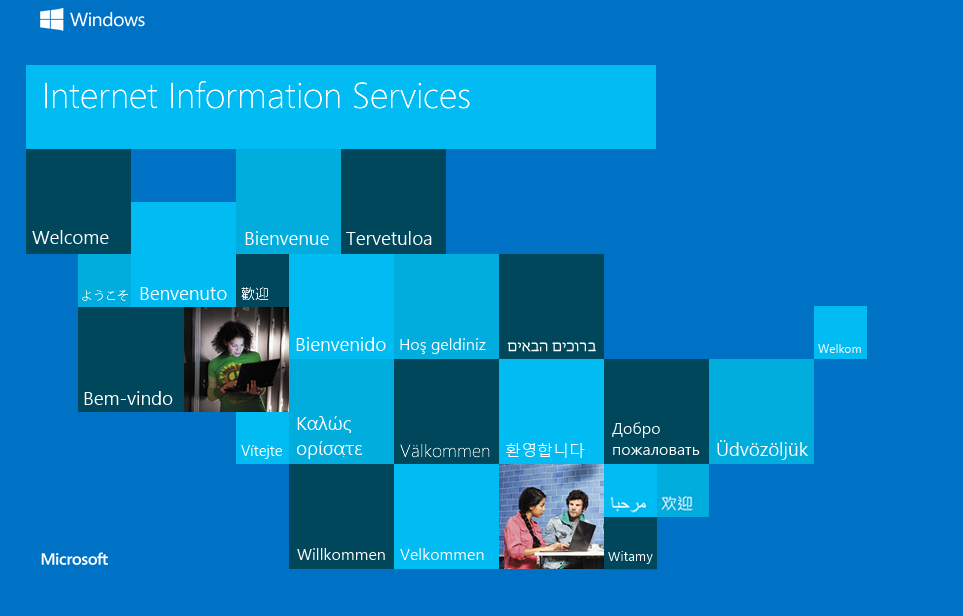 Windows
Internet Information Services
Welcome
Bienvenue
Tervetuloa
ようこそ
Benvenuto
歡迎
Bienvenido
Hoş geldiniz
ברוכים הבאים
Welkom
Bem-vindo
Vítejte
Καλώς
ορίσατε
Välkommen
환영합니다
Добро
пожаловать
Üdvözöljük
Willkommen
Velkommen
مرحبا
欢迎
Witamy
Microsoft